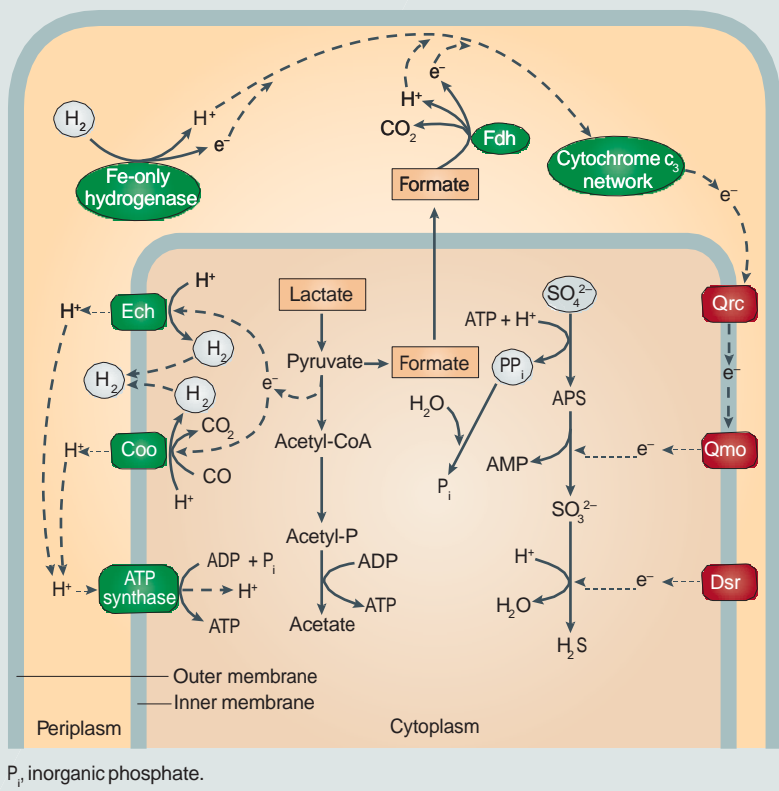 H₂
H⁺
e⁻
Fe-only
hydrogenase
e⁻
H⁺
CO₂
Fdh
Formate
Cytochrome c₃
network
e⁻
H⁺
Ech
H⁺
H₂
H₂
H₂
e⁻
H⁺
Coo
CO₂
CO
H⁺
Lactate
Pyruvate
Formate
Acetyl-CoA
Acetyl-P
ADP
ATP
Acetate
H⁺
ATP
synthase
ADP + Pᵢ
H⁺
ATP
SO₄²⁻
ATP + H⁺
PPᵢ
H₂O
Pᵢ
APS
AMP
e⁻
SO₃²⁻
H⁺
H₂O
e⁻
H₂S
Qrc
e⁻
Qmo
Dsr
Outer membrane
Inner membrane
Periplasm
Cytoplasm
Pᵢ, inorganic phosphate.